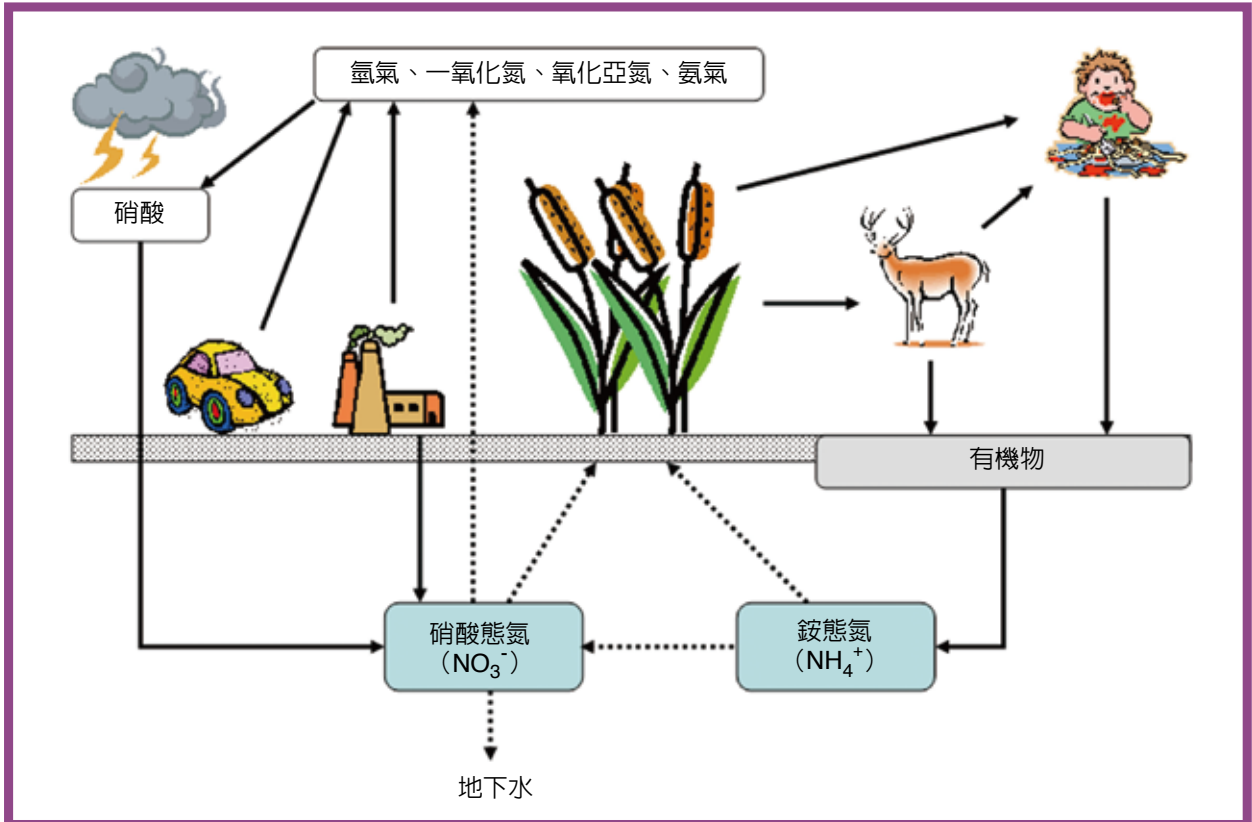 氫氣、一氧化氮、氧化亞氮、氨氣
硝酸
有機物
硝酸態氮
（NO₃⁻）
銨態氮
（NH₄⁺）
地下水